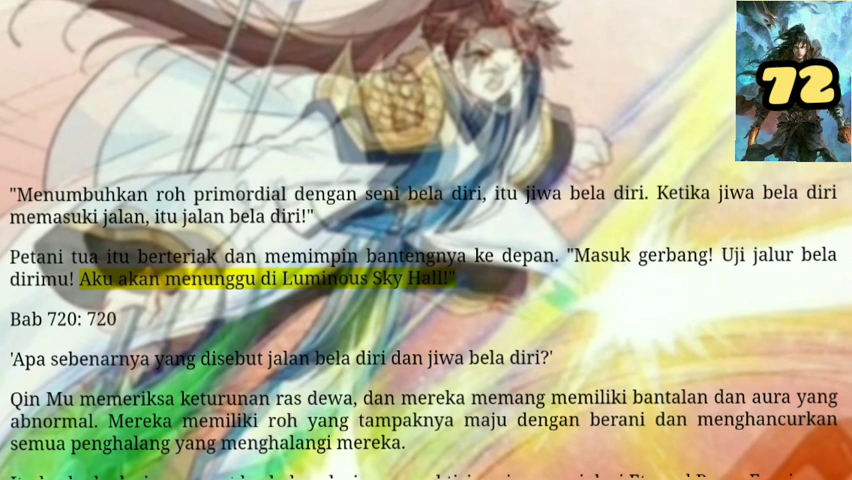 72
"Menumbuhkan roh primordial dengan seni bela diri, itu jiwa bela diri. Ketika jiwa bela diri
memasuki jalan, itu jalan bela diri!"
Petani tua itu berteriak dan memimpin bantengnya ke depan. "Masuk gerbang! Uji jalur bela
dirimu! Aku akan menunggu di Luminous Sky Hall!"
Bab 720: 720
'Apa sebenarnya yang disebut jalan bela diri dan jiwa bela diri?'
Qin Mu memeriksa keturunan ras dewa, dan mereka memang memiliki bantalan dan aura yang
abnormal. Mereka memiliki roh yang tampaknya maju dengan berani dan menghancurkan
semua penghalang yang menghalangi mereka.